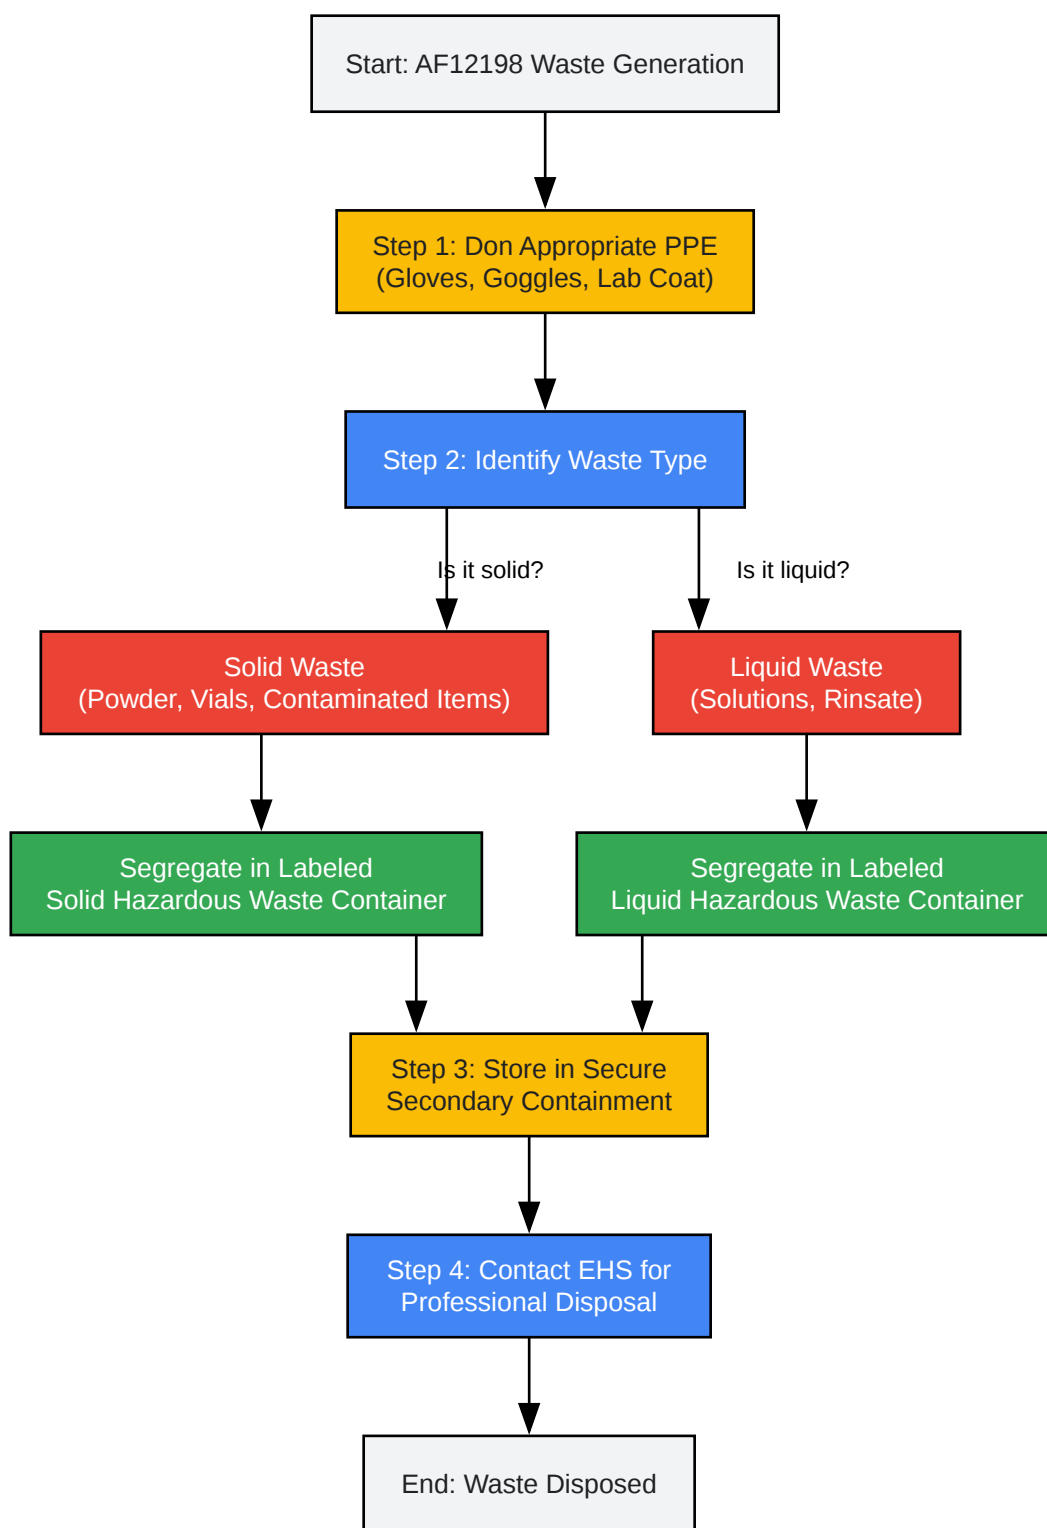 Start: AF12198 Waste Generation
Step 1: Don Appropriate PPE
(Gloves, Goggles, Lab Coat)
Step 2: Identify Waste Type
Is it solid?
Is it liquid?
Solid Waste
(Powder, Vials, Contaminated Items)
Liquid Waste
(Solutions, Rinsate)
Segregate in Labeled
Solid Hazardous Waste Container
Segregate in Labeled
Liquid Hazardous Waste Container
Step 3: Store in Secure
Secondary Containment
Step 4: Contact EHS for
Professional Disposal
End: Waste Disposed